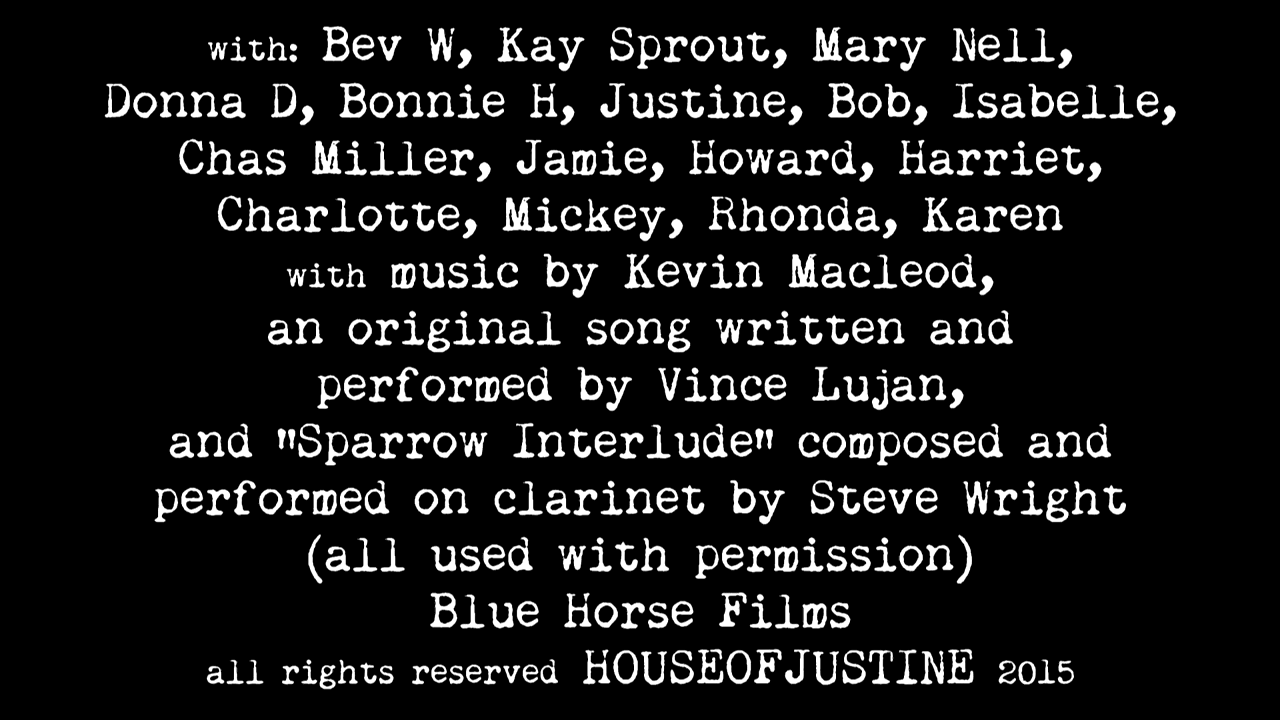 with: Bev W, Kay Sprout, Mary Nell,
Donna D, Bonnie H, Justine, Bob, Isabelle,
Chas Miller, Jamie, Howard, Harriet,
Charlotte, Mickey, Rhonda, Karen
with music by Kevin Macleod,
an original song written and
performed by Vince Lujan,
and "Sparrow Interlude" composed and
performed on clarinet by Steve Wright
(all used with permission)
Blue Horse Films
all rights reserved HOUSEOFJUSTINE 2015